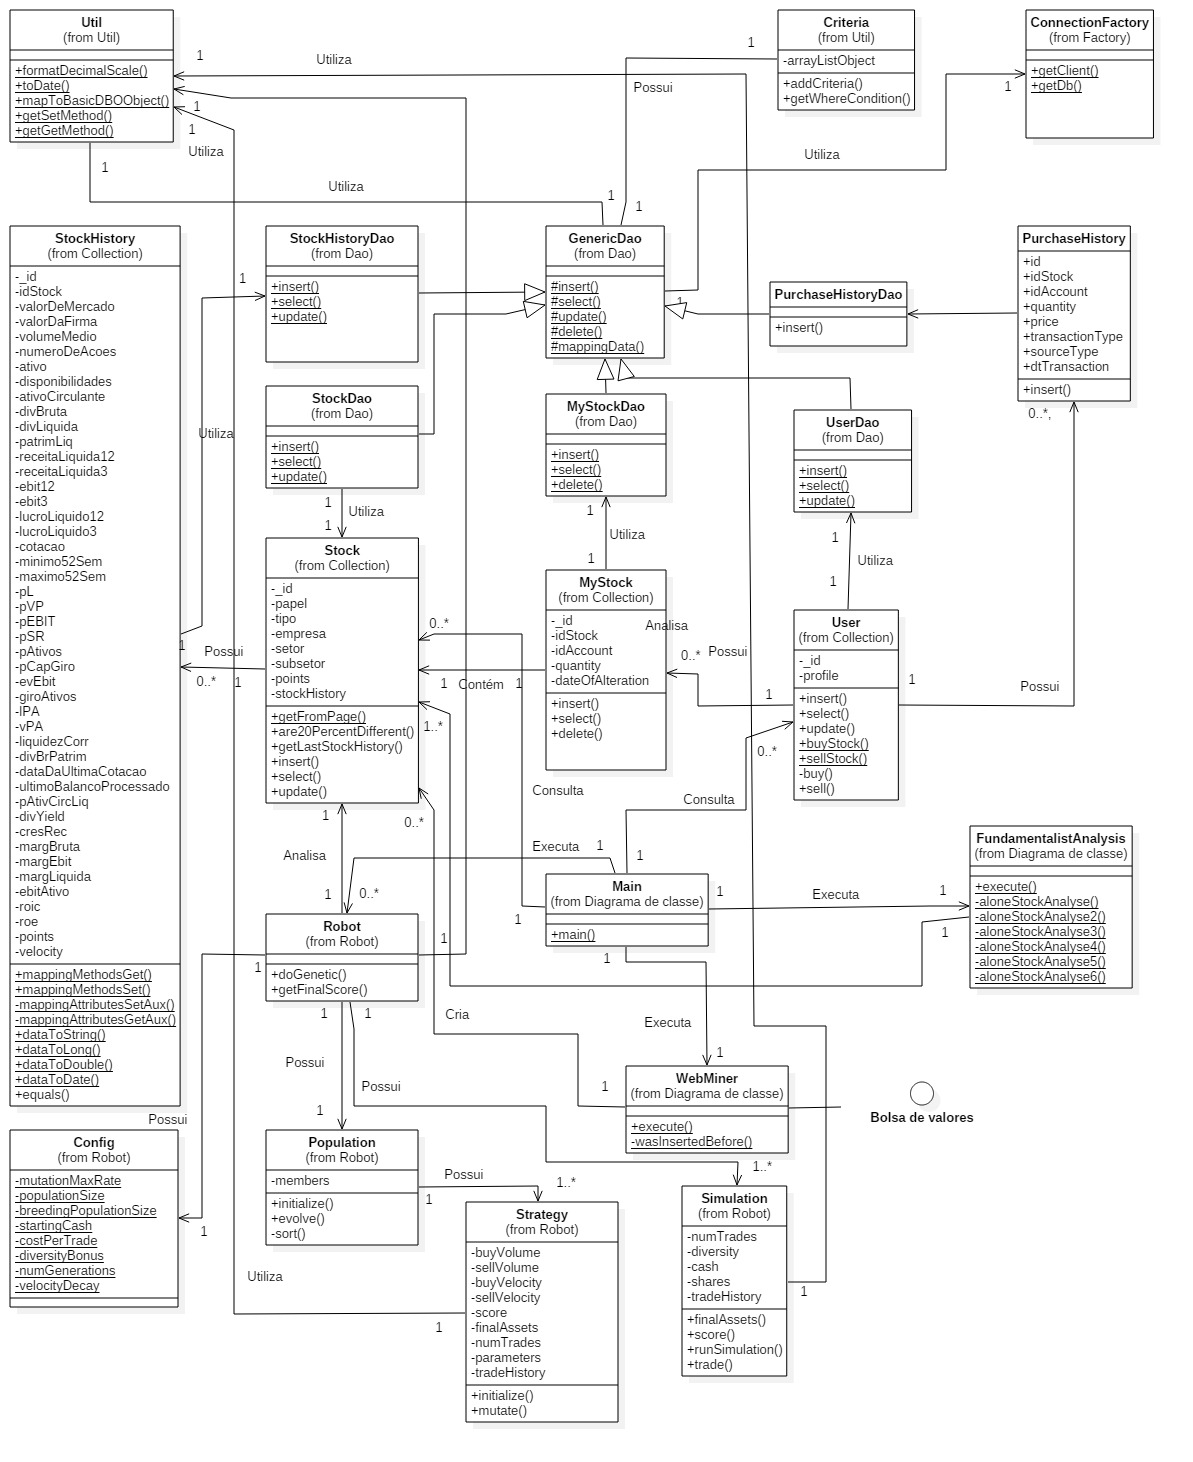 Util
(from Util)
+formatDecimalScale()
+toDate()
+mapToBasicDBOObject()
+getSetMethod()
+getGetMethod()
1
Utiliza
1
1
Utiliza
1
Utiliza
1
Criteria
(from Util)
-arrayListObject
+addCriteria()
+getWhereCondition()
1
Possui
1
ConnectionFactory
(from Factory)
+getClient()
+getDb()
1
Utiliza
1
StockHistory
(from Collection)
-_id
-idStock
-valorDeMercado
-valorDaFirma
-volumeMedio
-numeroDeAcoes
-ativo
-disponibilidades
-ativoCirculante
-divBruta
-divLiquida
-patrimLiq
-receitaLiquida12
-receitaLiquida3
-ebit12
-ebit3
-lucroLiquido12
-lucroLiquido3
-cotacao
-minimo52Sem
-maximo52Sem
-pL
-pVP
-pEBIT
-pSR
-pAtivos
-pCapGiro
-evEbit
-giroAtivos
-lPA
-vPA
-liquidezCorr
-divBrPatrim
-dataDaUltimaCotacao
-ultimoBalancoProcessado
-pAtivCircLiq
-divYield
-cresRec
-margBruta
-margEbit
-margLiquida
-ebitAtivo
-roic
-roe
-points
-velocity
+mappingMethodsGet()
+mappingMethodsSet()
-mappingAttributesSetAux()
-mappingAttributesGetAux()
+dataToString()
+dataToLong()
+dataToDouble()
+dataToDate()
+equals()
1
Utiliza
1
Possui
0..*
1
StockHistoryDao
(from Dao)
+insert()
+select()
+update()
GenericDao
(from Dao)
#insert()
#select()
#update()
#delete()
#mappingData()
PurchaseHistoryDao
+insert()
PurchaseHistory
+id
+idStock
+idAccount
+quantity
+price
+transactionType
+sourceType
+dtTransaction
+insert()
0..*,
StockDao
(from Dao)
+insert()
+select()
+update()
1
Utiliza
1
MyStockDao
(from Dao)
+insert()
+select()
+delete()
1
Utiliza
1
UserDao
(from Dao)
+insert()
+select()
+update()
1
Utiliza
1
Stock
(from Collection)
-_id
-papel
-tipo
-empresa
-setor
-subsetor
-points
-stockHistory
+getFromPage()
+are20PercentDifferent()
+getLastStockHistory()
+insert()
+select()
+update()
0..*
1
Contém
1
1..*
0..*
MyStock
(from Collection)
-_id
-idStock
-idAccount
-quantity
-dateOfAlteration
+insert()
+select()
+delete()
Analisa
0..*
Possui
1
User
(from Collection)
-_id
-profile
+insert()
+select()
+update()
+buyStock()
+sellStock()
-buy()
+sell()
1
Possui
0..*
Consulta
Consulta
1
Analisa
1
0..*
Executa
1
1
Main
(from Diagrama de classe)
+main()
1
1
Executa
1
1
FundamentalistAnalysis
(from Diagrama de classe)
+execute()
-aloneStockAnalyse()
-aloneStockAnalyse2()
-aloneStockAnalyse3()
-aloneStockAnalyse4()
-aloneStockAnalyse5()
-aloneStockAnalyse6()
1
Robot
(from Robot)
+doGenetic()
+getFinalScore()
1
1
1
1
Cria
Executa
1
1
Possui
Possui
1
WebMiner
(from Diagrama de classe)
+execute()
-wasInsertedBefore()
Bolsa de valores
Possui
Config
(from Robot)
-mutationMaxRate
-populationSize
-breedingPopulationSize
-startingCash
-costPerTrade
-diversityBonus
-numGenerations
-velocityDecay
1
Population
(from Robot)
-members
+initialize()
+evolve()
-sort()
Possui
1
1..*
Strategy
(from Robot)
-buyVolume
-sellVolume
-buyVelocity
-sellVelocity
-score
-finalAssets
-numTrades
-parameters
-tradeHistory
+initialize()
+mutate()
Utiliza
1
1..*
Simulation
(from Robot)
-numTrades
-diversity
-cash
-shares
-tradeHistory
+finalAssets()
+score()
+runSimulation()
+trade()
1